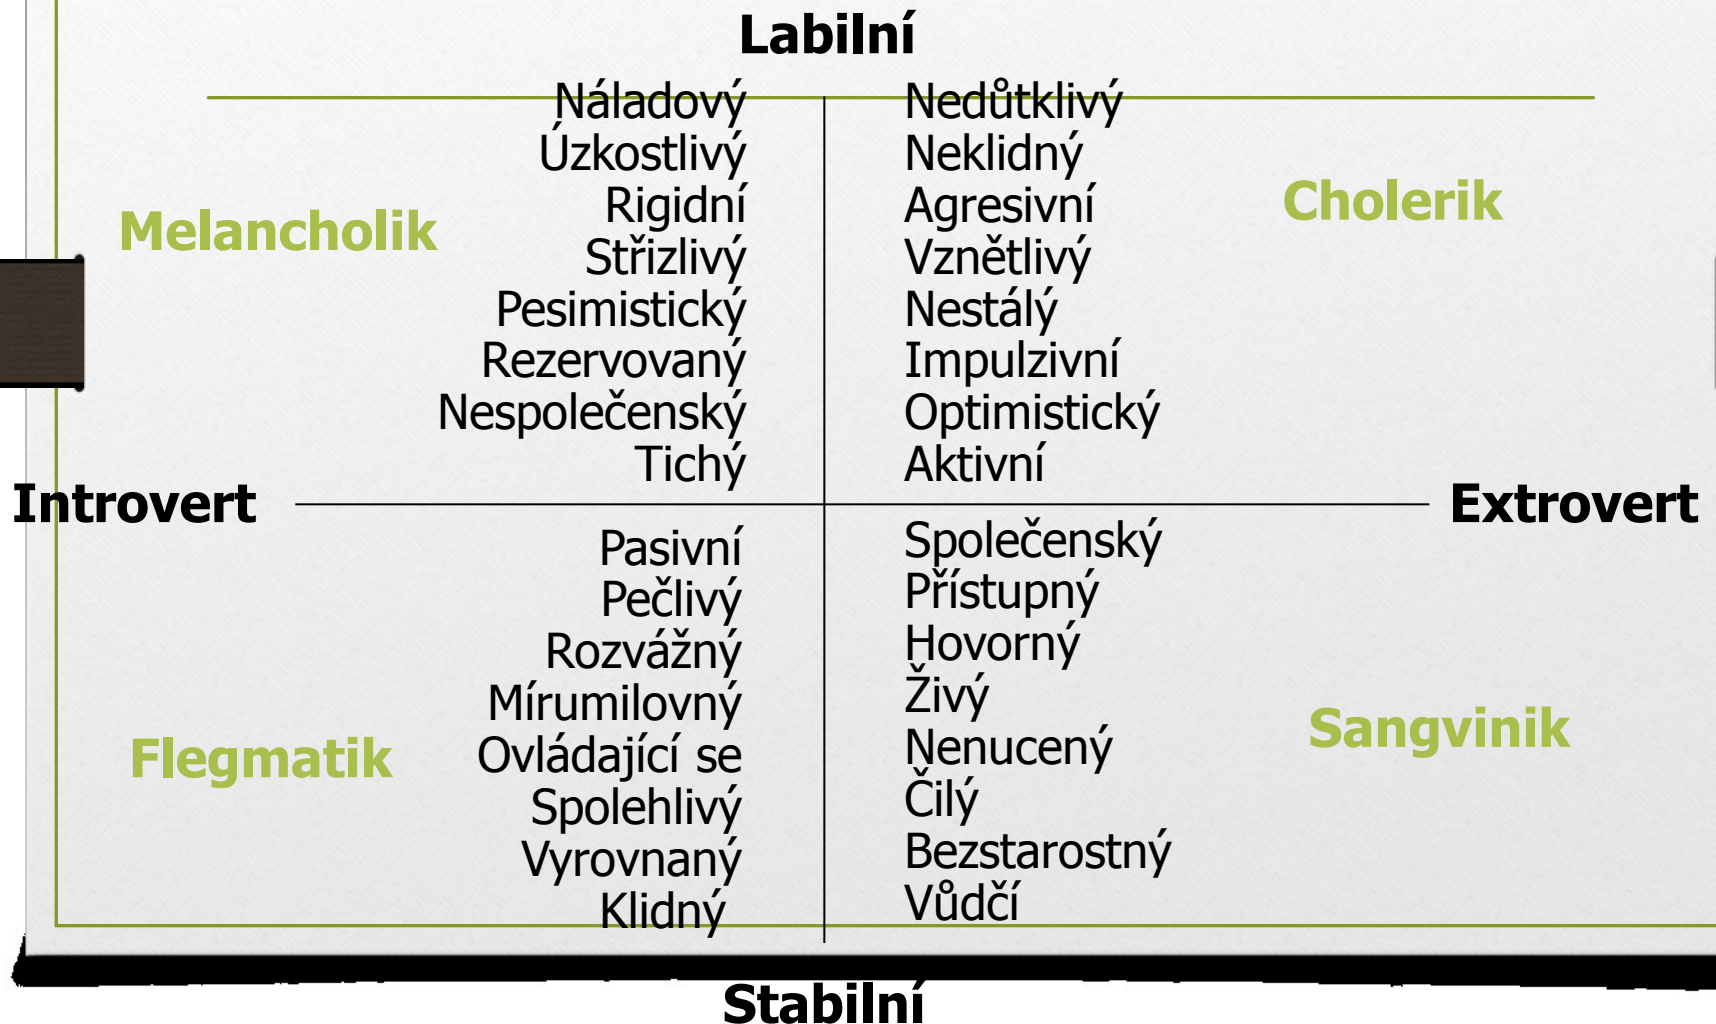 Labilní
Náladový
Úzkostlivý
Rigidní
Střizlivý
Pesimistický
Rezervovaný
Nespolečenský
Tichý
Nedůtklivý
Neklidný
Agresivní
Vznětlivý
Nestálý
Impulzivní
Optimistický
Aktivní
Melancholik
Cholerik
Introvert
Extrovert
Pasivní
Pečlivý
Rozvážný
Mírumilovný
Ovládající se
Spolehlivý
Vyrovnaný
Klidný
Společenský
Přístupný
Hovorný
Živý
Nenucený
Čilý
Bezstarostný
Vůdčí
Flegmatik
Sangvinik
Stabilní